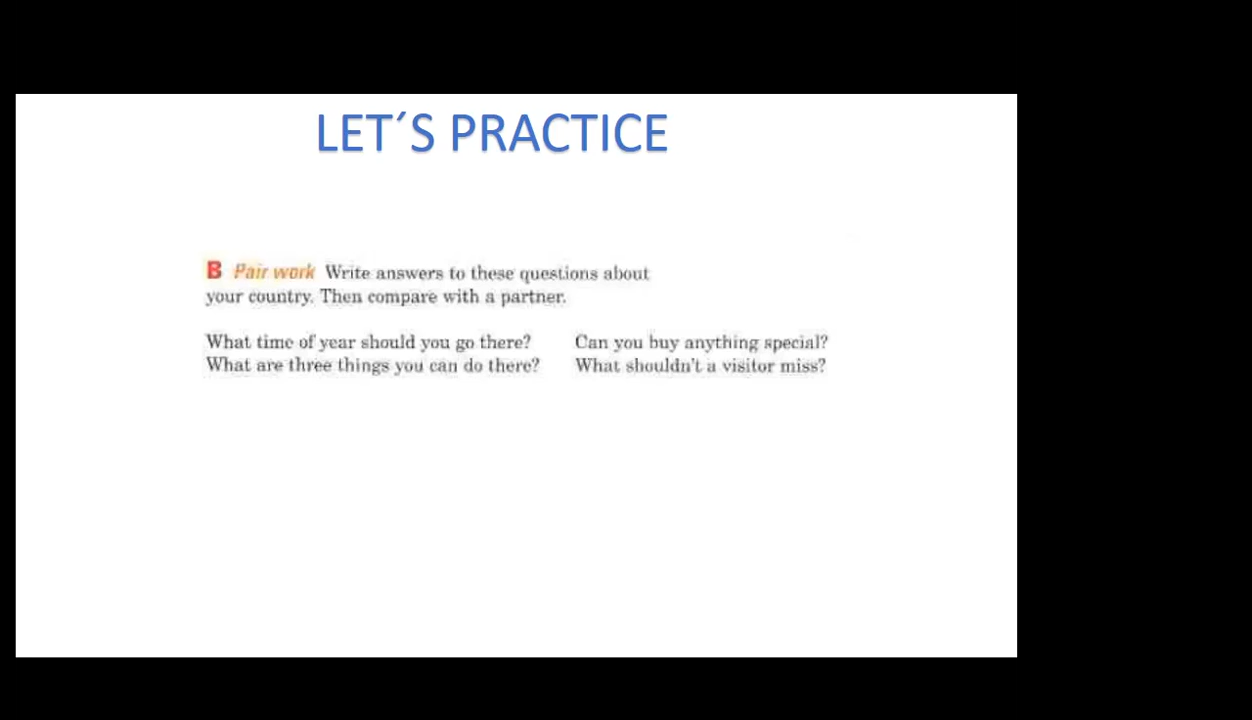 LET´S PRACTICE
B Pair work Write answers to these questions about
your country. Then compare with a partner.
What time of year should you go there?
What are three things you can do there?
Can you buy anything special?
What shouldn't a visitor miss?